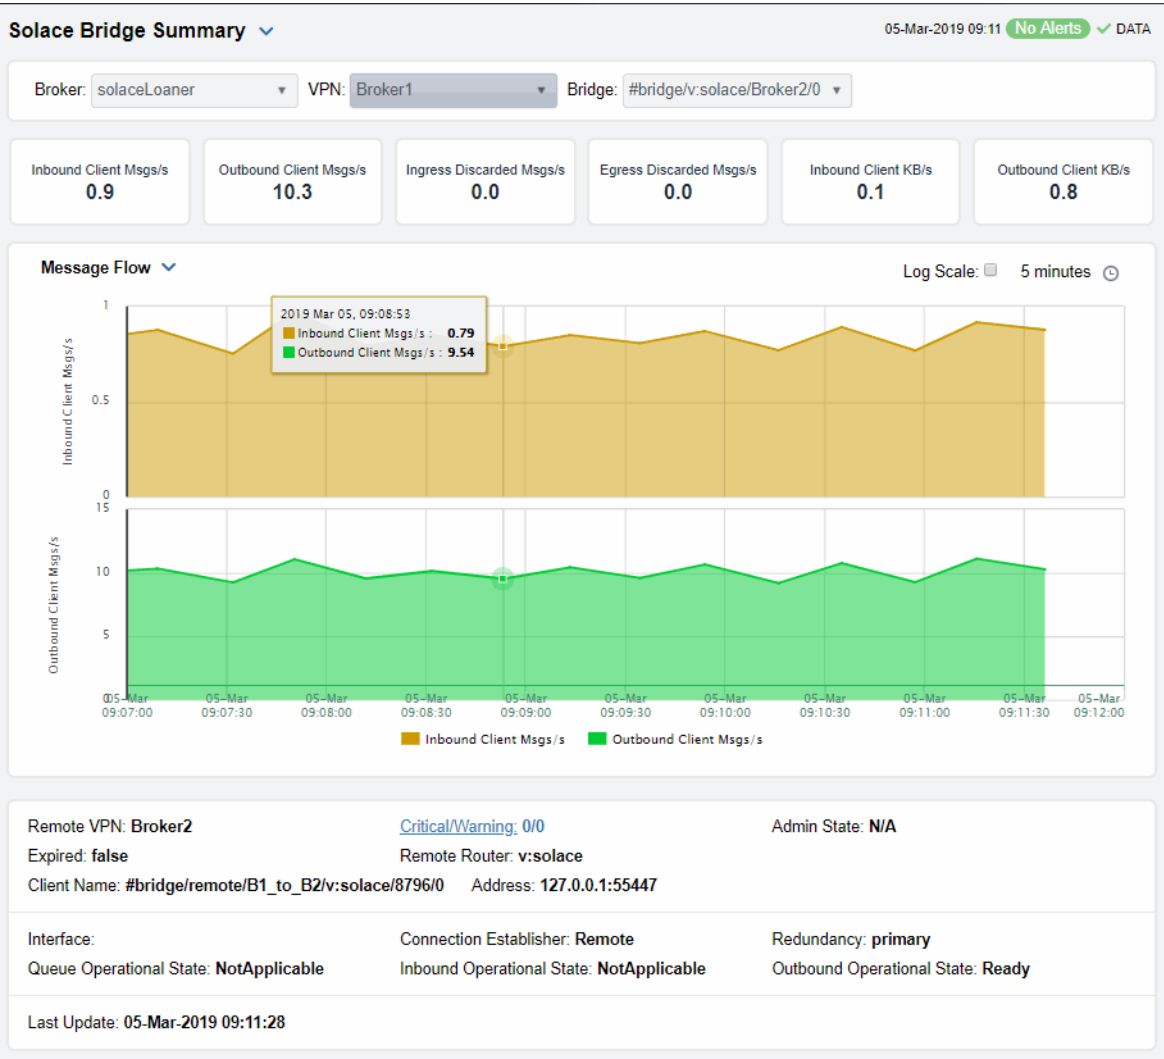 Solace Bridge Summary
05-Mar-2019 09:11 No Alerts DATA
Broker: solaceLoaner VPN: Broker1 Bridge: #bridge/v:solace/Broker2/0
Inbound Client Msgs/s
0.9
Outbound Client Msgs/s
10.3
Ingress Discarded Msgs/s
0.0
Egress Discarded Msgs/s
0.0
Inbound Client KB/s
0.1
Outbound Client KB/s
0.8
Message Flow
Log Scale: 5 minutes
2019 Mar 05, 09:08:53
Inbound Client Msgs/s : 0.79
Outbound Client Msgs/s : 9.54
Inbound Client Msgs/s
1
0.5
0
Outbound Client Msgs/s
15
10
5
0
05-Mar 05-Mar 05-Mar 05-Mar 05-Mar 05-Mar 05-Mar 05-Mar 05-Mar 05-Mar 05-Mar
09:07:00 09:07:30 09:08:00 09:08:30 09:09:00 09:09:30 09:10:00 09:10:30 09:11:00 09:11:30 09:12:00
Inbound Client Msgs/s Outbound Client Msgs/s
Remote VPN: Broker2 Critical/Warning: 0/0 Admin State: N/A
Expired: false Remote Router: v:solace
Client Name: #bridge/remote/B1_to_B2/v:solace/8796/0 Address: 127.0.0.1:55447
Interface: Connection Establisher: Remote Redundancy: primary
Queue Operational State: NotApplicable Inbound Operational State: NotApplicable Outbound Operational State: Ready
Last Update: 05-Mar-2019 09:11:28